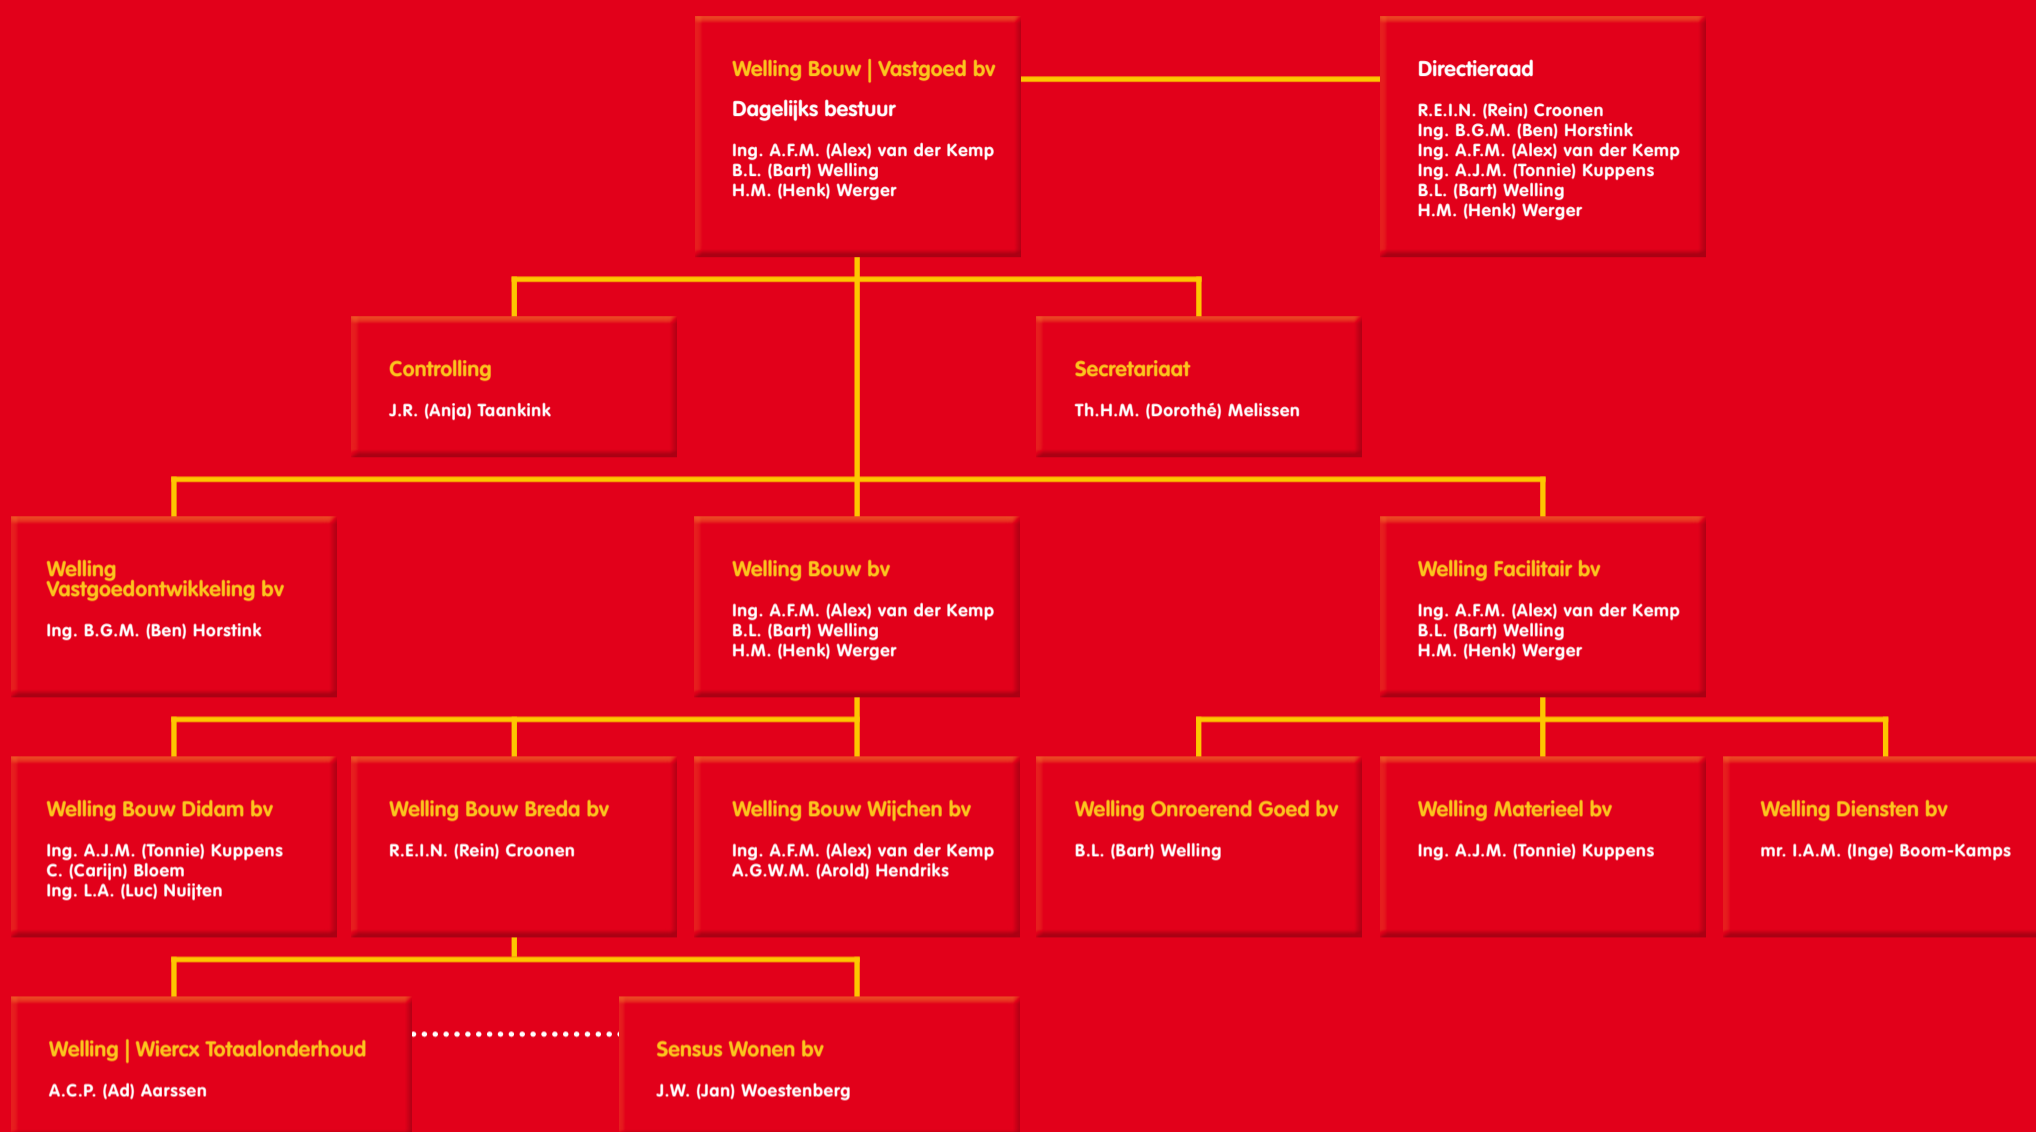 Welling Bouw | Vastgoed bv
Dagelijks bestuur
Ing. A.F.M. (Alex) van der Kemp
B.L. (Bart) Welling
H.M. (Henk) Werger
Directieraad
R.E.I.N. (Rein) Croonen
Ing. B.G.M. (Ben) Horstink
Ing. A.F.M. (Alex) van der Kemp
Ing. A.J.M. (Tonnie) Kuppens
B.L. (Bart) Welling
H.M. (Henk) Werger
Controlling
J.R. (Anja) Taankink
Secretariaat
Th.H.M. (Dorothé) Melissen
Welling
Vastgoedontwikkeling bv
Ing. B.G.M. (Ben) Horstink
Welling Bouw bv
Ing. A.F.M. (Alex) van der Kemp
B.L. (Bart) Welling
H.M. (Henk) Werger
Welling Facilitair bv
Ing. A.F.M. (Alex) van der Kemp
B.L. (Bart) Welling
H.M. (Henk) Werger
Welling Bouw Didam bv
Ing. A.J.M. (Tonnie) Kuppens
C. (Carijn) Bloem
Ing. L.A. (Luc) Nuijten
Welling Bouw Breda bv
R.E.I.N. (Rein) Croonen
Welling Bouw Wijchen bv
Ing. A.F.M. (Alex) van der Kemp
A.G.W.M. (Arold) Hendriks
Welling Onroerend Goed bv
B.L. (Bart) Welling
Welling Materieel bv
Ing. A.J.M. (Tonnie) Kuppens
Welling Diensten bv
mr. I.A.M. (Inge) Boom-Kamps
Welling | Wiercx Totaalonderhoud
A.C.P. (Ad) Aarssen
Sensus Wonen bv
J.W. (Jan) Woestenberg